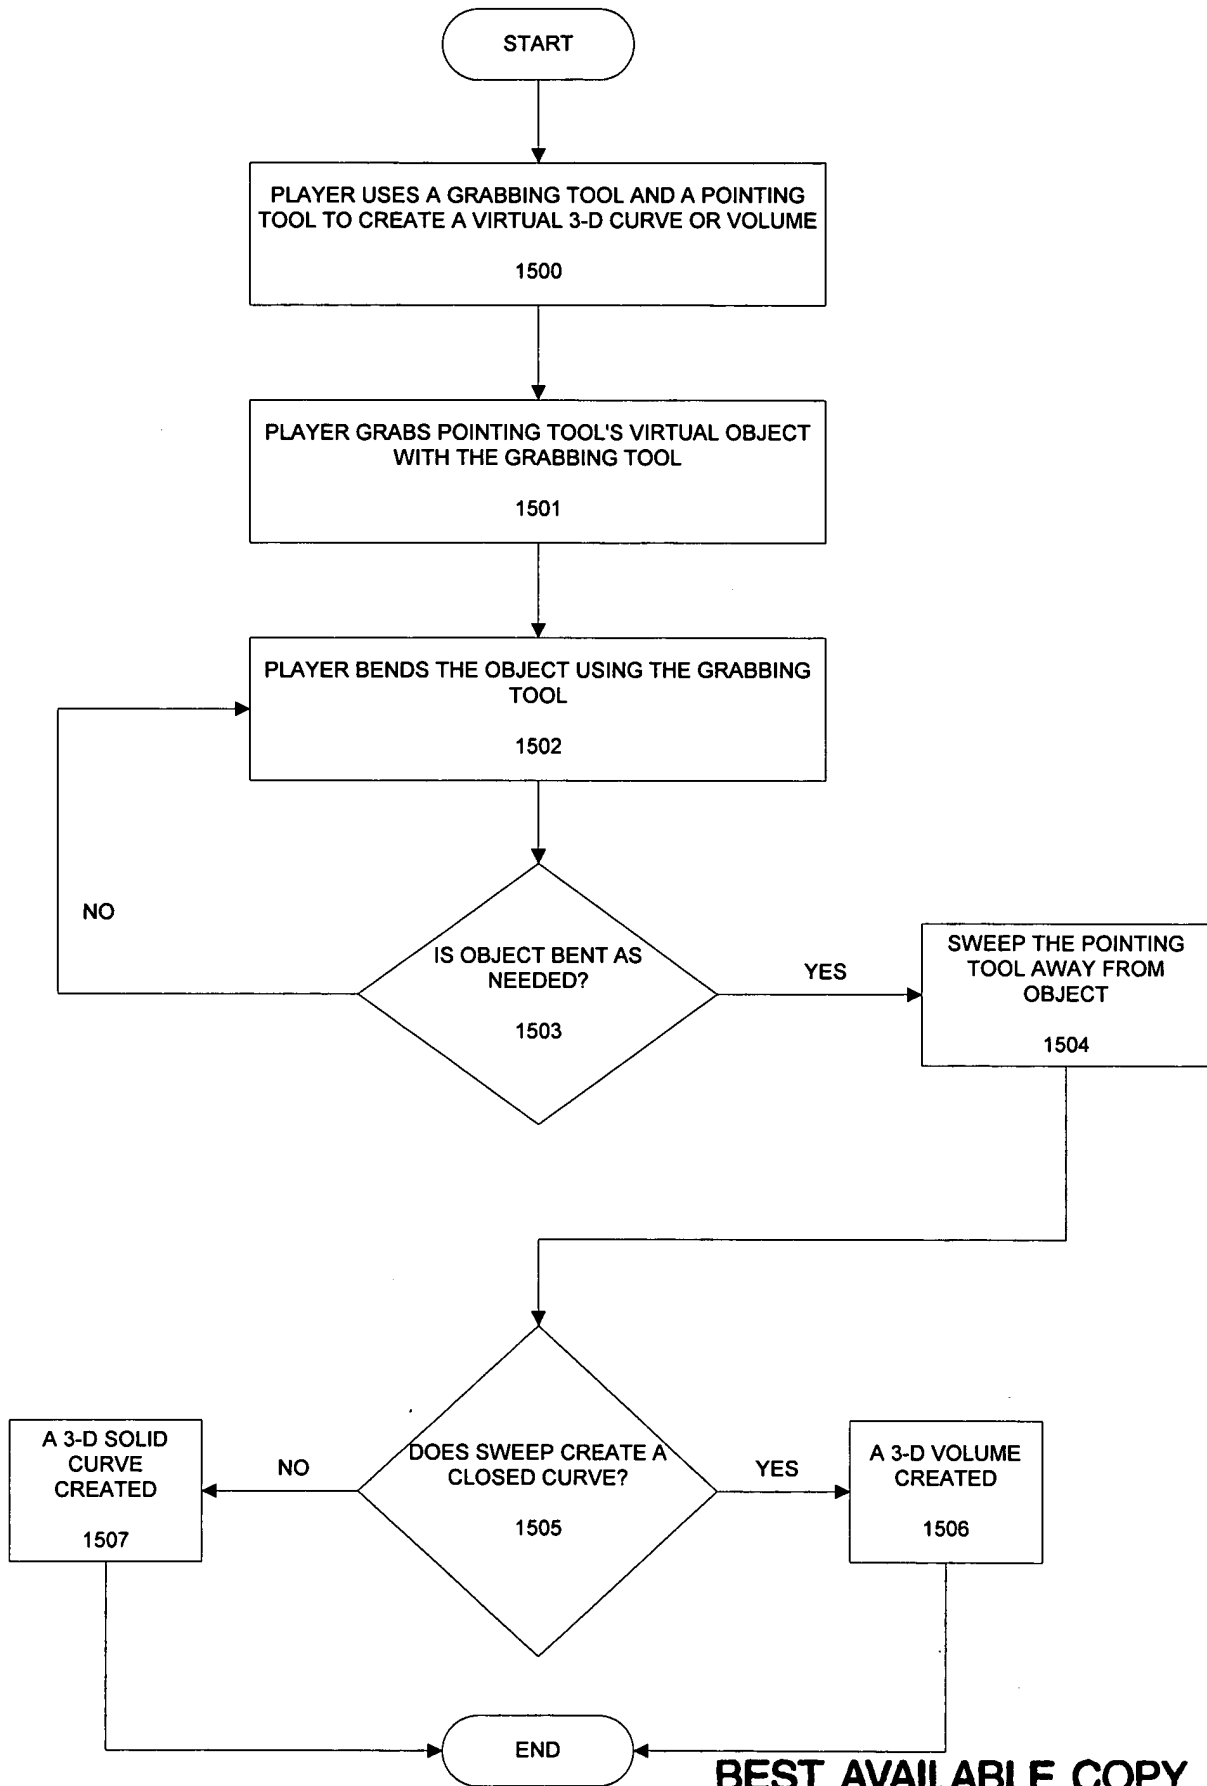 START
PLAYER USES A GRABBING TOOL AND A POINTING
TOOL TO CREATE A VIRTUAL 3-D CURVE OR VOLUME
1500
PLAYER GRABS POINTING TOOL'S VIRTUAL OBJECT
WITH THE GRABBING TOOL
1501
PLAYER BENDS THE OBJECT USING THE GRABBING
TOOL
1502
NO
IS OBJECT BENT AS
NEEDED?
1503
YES
SWEEP THE POINTING
TOOL AWAY FROM
OBJECT
1504
A 3-D SOLID
CURVE
CREATED
1507
NO
DOES SWEEP CREATE A
CLOSED CURVE?
1505
YES
A 3-D VOLUME
CREATED
1506
END
BEST AVAILABLE COPY